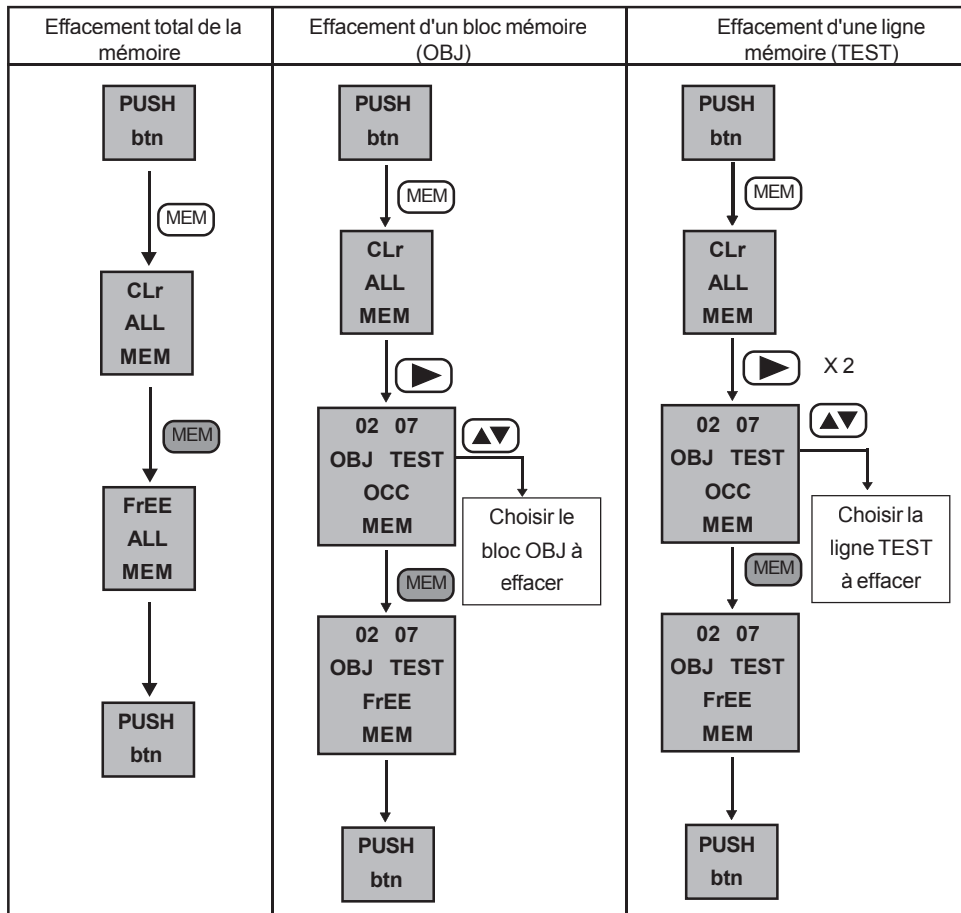 Effacement total de la
mémoire
PUSH
btn
MEM
CLr
ALL
MEM
MEM
FrEE
ALL
MEM
PUSH
btn
Effacement d'un bloc mémoire
(OBJ)
PUSH
btn
MEM
CLr
ALL
MEM
02 07
OBJ TEST
OCC
MEM
Choisir le
bloc OBJ à
effacer
MEM
02 07
OBJ TEST
FrEE
MEM
PUSH
btn
Effacement d'une ligne
mémoire (TEST)
PUSH
btn
MEM
CLr
ALL
MEM
X 2
02 07
OBJ TEST
OCC
MEM
Choisir la
ligne TEST
à effacer
MEM
02 07
OBJ TEST
FrEE
MEM
PUSH
btn